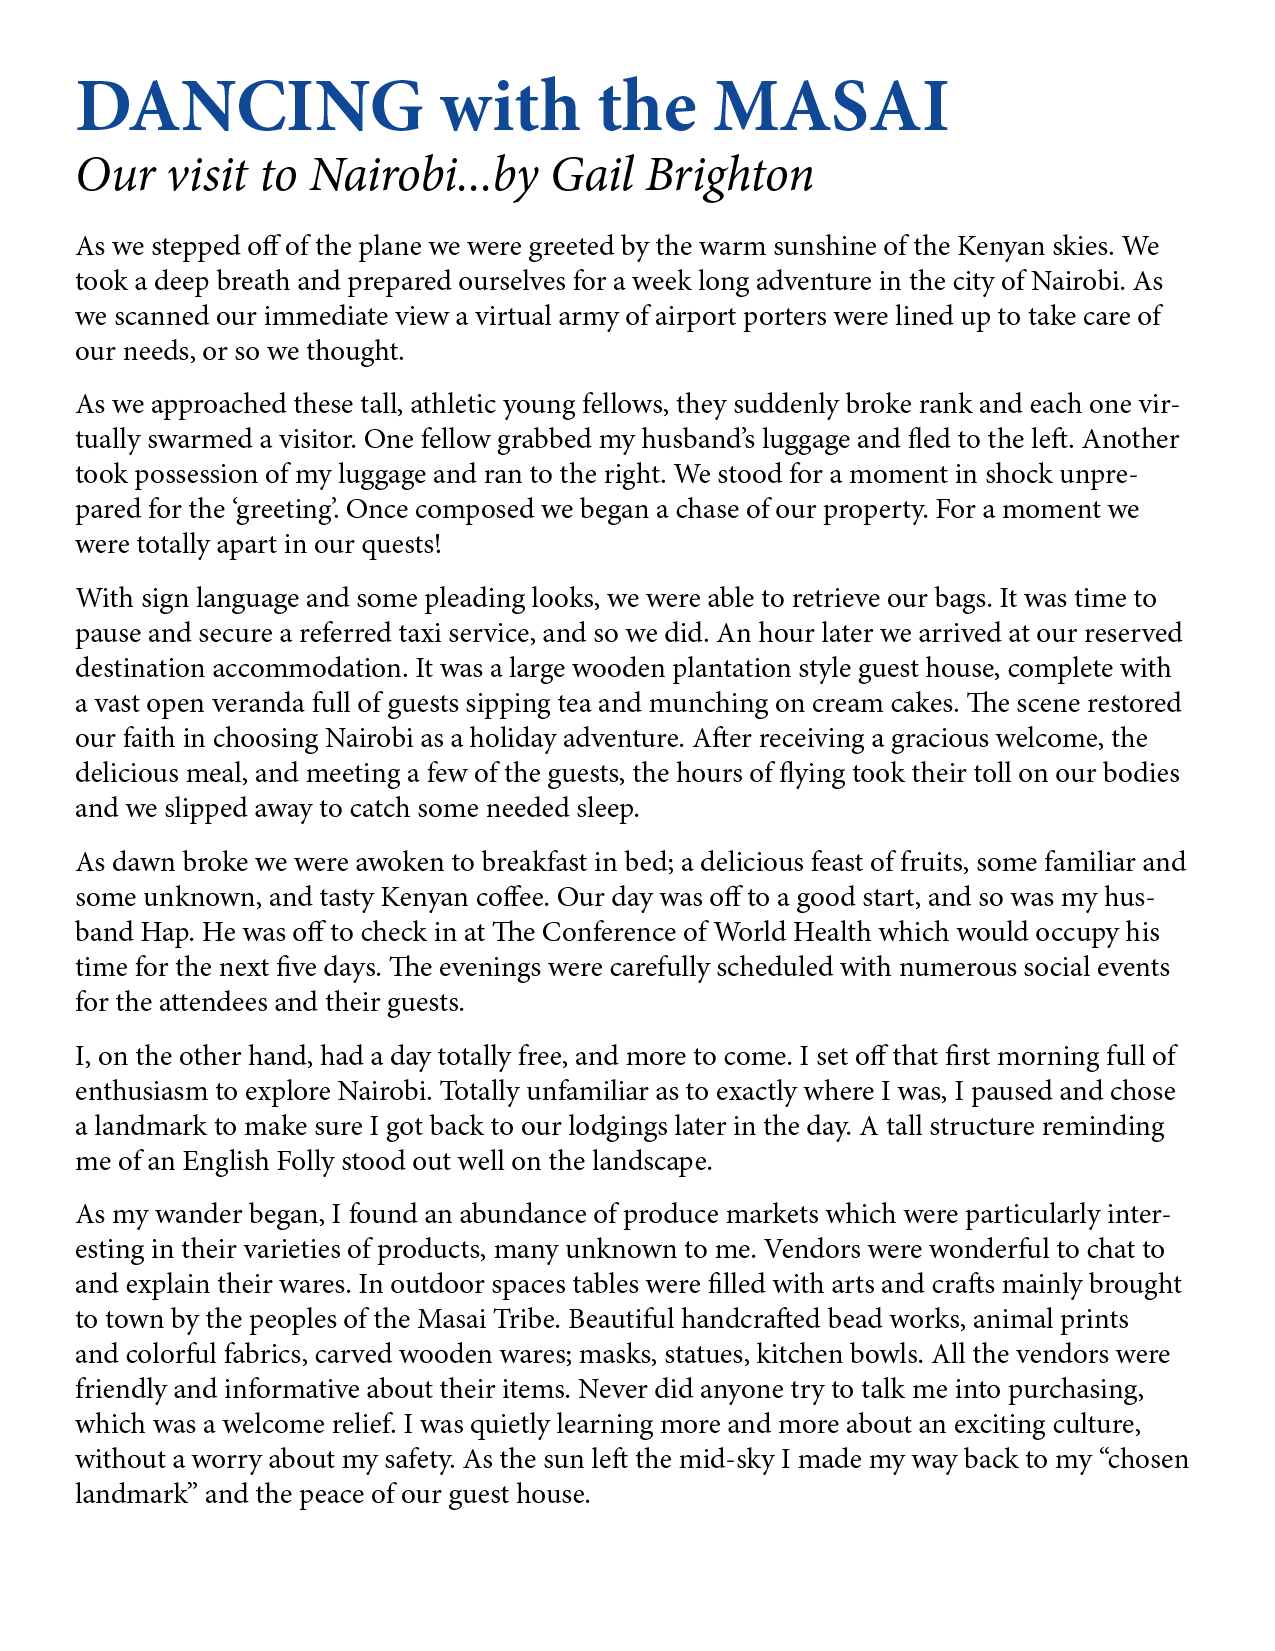 DANCING with the MASAI
Our visit to Nairobi...by Gail Brighton
As we stepped off of the plane we were greeted by the warm sunshine of the Kenyan skies. We
took a deep breath and prepared ourselves for a week long adventure in the city of Nairobi. As
we scanned our immediate view a virtual army of airport porters were lined up to take care of
our needs, or so we thought.
As we approached these tall, athletic young fellows, they suddenly broke rank and each one vir-
tually swarmed a visitor. One fellow grabbed my husband’s luggage and fled to the left. Another
took possession of my luggage and ran to the right. We stood for a moment in shock unpre-
pared for the ‘greeting’. Once composed we began a chase of our property. For a moment we
were totally apart in our quests!
With sign language and some pleading looks, we were able to retrieve our bags. It was time to
pause and secure a referred taxi service, and so we did. An hour later we arrived at our reserved
destination accommodation. It was a large wooden plantation style guest house, complete with
a vast open veranda full of guests sipping tea and munching on cream cakes. The scene restored
our faith in choosing Nairobi as a holiday adventure. After receiving a gracious welcome, the
delicious meal, and meeting a few of the guests, the hours of flying took their toll on our bodies
and we slipped away to catch some needed sleep.
As dawn broke we were awoken to breakfast in bed; a delicious feast of fruits, some familiar and
some unknown, and tasty Kenyan coffee. Our day was off to a good start, and so was my hus-
band Hap. He was off to check in at The Conference of World Health which would occupy his
time for the next five days. The evenings were carefully scheduled with numerous social events
for the attendees and their guests.
I, on the other hand, had a day totally free, and more to come. I set off that first morning full of
enthusiasm to explore Nairobi. Totally unfamiliar as to exactly where I was, I paused and chose
a landmark to make sure I got back to our lodgings later in the day. A tall structure reminding
me of an English Folly stood out well on the landscape.
As my wander began, I found an abundance of produce markets which were particularly inter-
esting in their varieties of products, many unknown to me. Vendors were wonderful to chat to
and explain their wares. In outdoor spaces tables were filled with arts and crafts mainly brought
to town by the peoples of the Masai Tribe. Beautiful handcrafted bead works, animal prints
and colorful fabrics, carved wooden wares; masks, statues, kitchen bowls. All the vendors were
friendly and informative about their items. Never did anyone try to talk me into purchasing,
which was a welcome relief. I was quietly learning more and more about an exciting culture,
without a worry about my safety. As the sun left the mid-sky I made my way back to my “chosen
landmark” and the peace of our guest house.